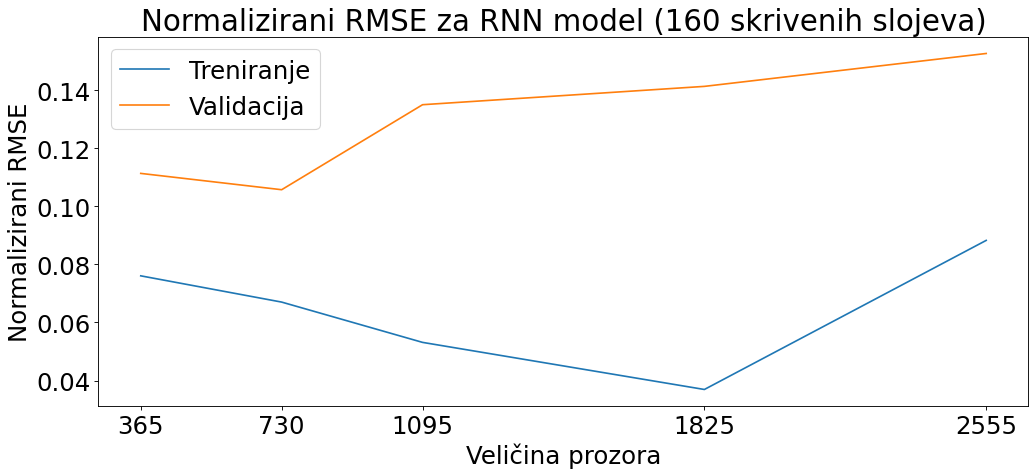 Normalizirani RMSE za RNN model (160 skrivenih slojeva)
Treniranje
Validacija
Normalizirani RMSE
0.14
0.12
0.10
0.08
0.06
0.04
365 730 1095 1825 2555
Veličina prozora